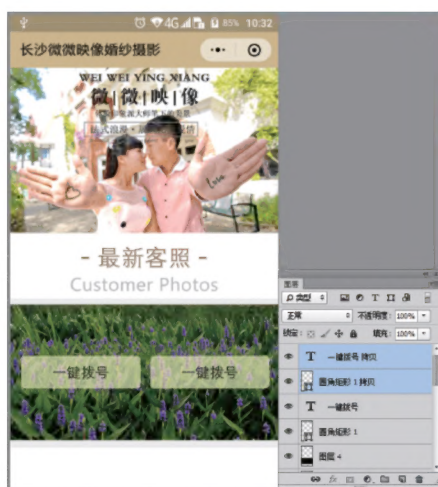 4G 85% 10:32
长沙微微映像婚纱摄影
WEI WEI YING XIANG
微|微|映|像
- 最新客照 -
Customer Photos
一键拨号 一键拨号
图层
类型 T
正常 不透明度: 100%
锁定: 填充: 100%
T 一键拨号 拷贝
圆角矩形 1 拷贝
T 一键拨号
圆角矩形 1
图层 4
fx